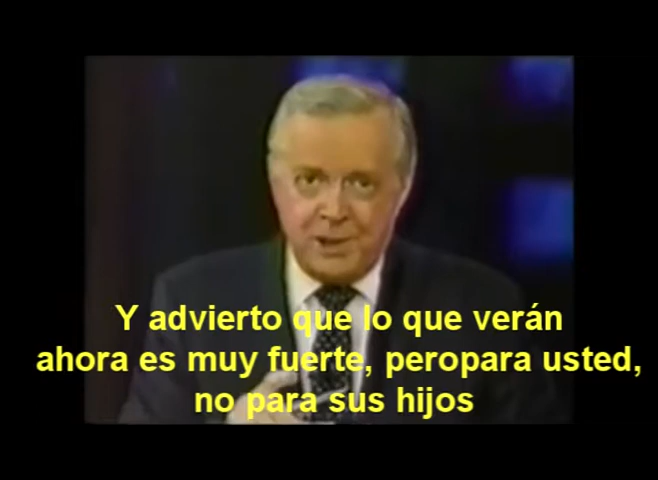 Y advierto que lo que verán
ahora es muy fuerte, peropara usted,
no para sus hijos